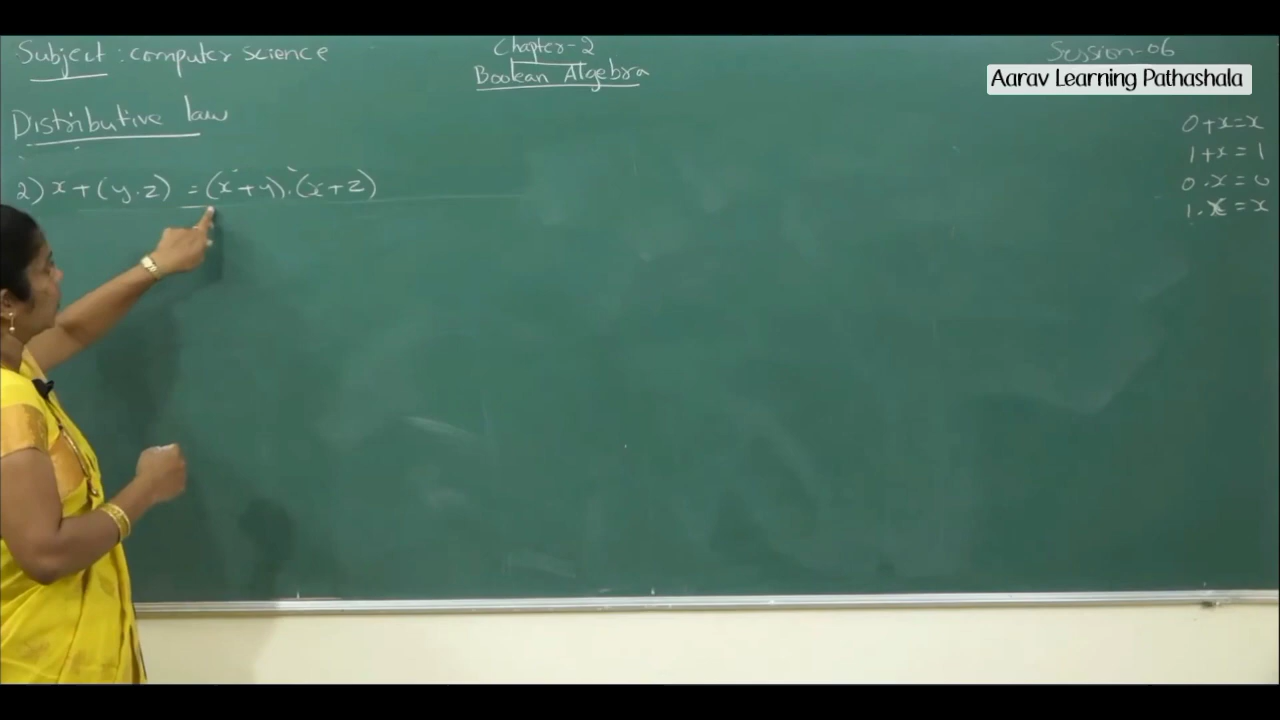 Subject : computer science
Chapter-2
Boolean Algebra
Session-06
Aarav Learning Pathashala
Distributive law
2) x + (y . z) = (x + y) . (x + z)
0 + x = x
1 + x = 1
0 . x = 0
1 . x = x